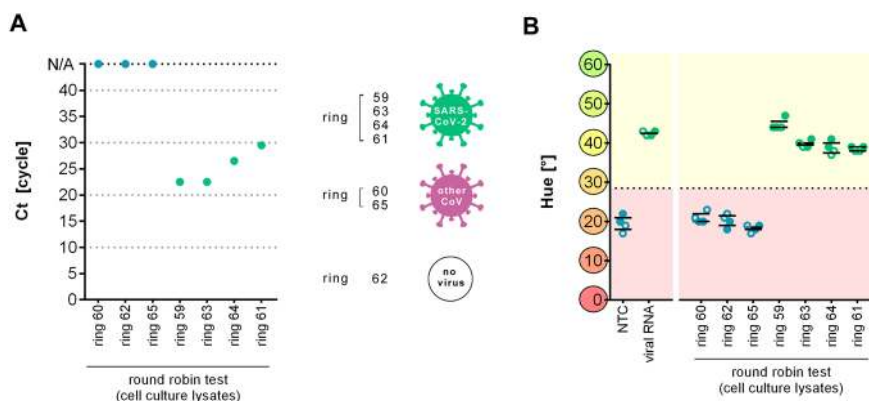 A
Ct [cycle]
N/A
40
30
20
10
0
ring 60
ring 62
ring 65
ring 59
ring 63
ring 64
ring 61
round robin test
(cell culture lysates)
ring
59
63
64
61
SARS-
CoV-2
ring
60
65
other
CoV
ring 62
no
virus
B
Hue [°]
60
50
40
30
20
10
0
NTC
viral RNA
ring 60
ring 62
ring 65
ring 59
ring 63
ring 64
ring 61
round robin test
(cell culture lysates)